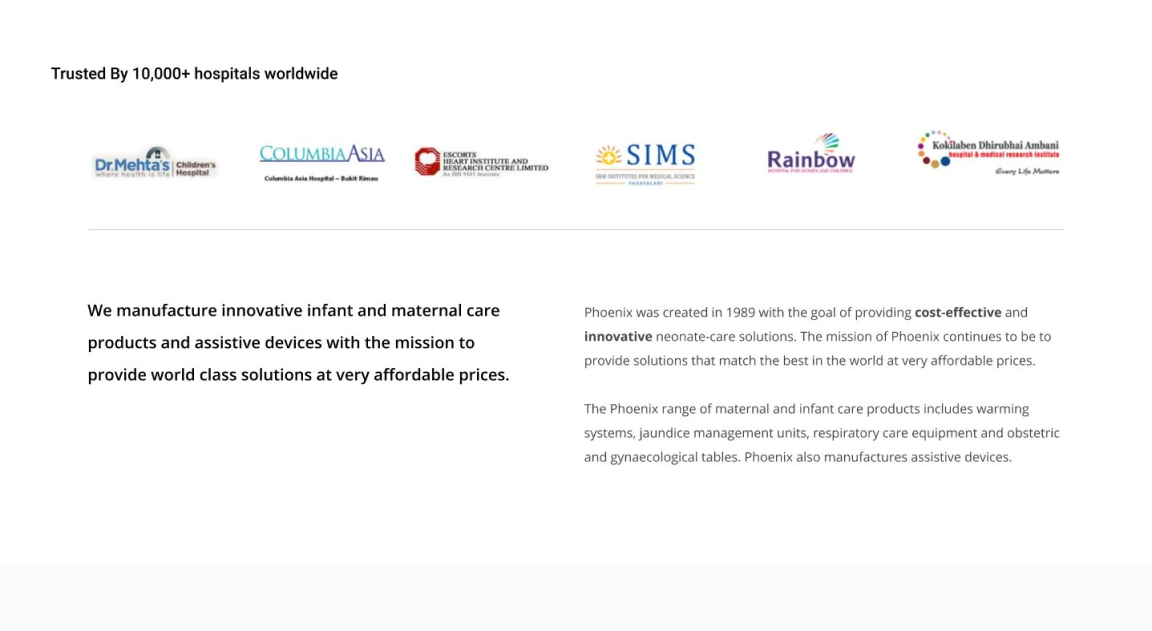 Trusted By 10,000+ hospitals worldwide
Dr.Mehta's Children's Hospital
where health is life
COLUMBIA ASIA
Columbia Asia Hospital – Bukit Rimau
ESCORTS
HEART INSTITUTE AND
RESEARCH CENTRE LIMITED
An ISO 9001 Institute
SIMS
SRM INSTITUTES FOR MEDICAL SCIENCE
VADAPALANI
Rainbow
HOSPITAL FOR WOMEN AND CHILDREN
Kokilaben Dhirubhai Ambani
hospital & medical research institute
Every Life Matters
We manufacture innovative infant and maternal care
products and assistive devices with the mission to
provide world class solutions at very affordable prices.
Phoenix was created in 1989 with the goal of providing cost-effective and
innovative neonate-care solutions. The mission of Phoenix continues to be to
provide solutions that match the best in the world at very affordable prices.
The Phoenix range of maternal and infant care products includes warming
systems, jaundice management units, respiratory care equipment and obstetric
and gynaecological tables. Phoenix also manufactures assistive devices.